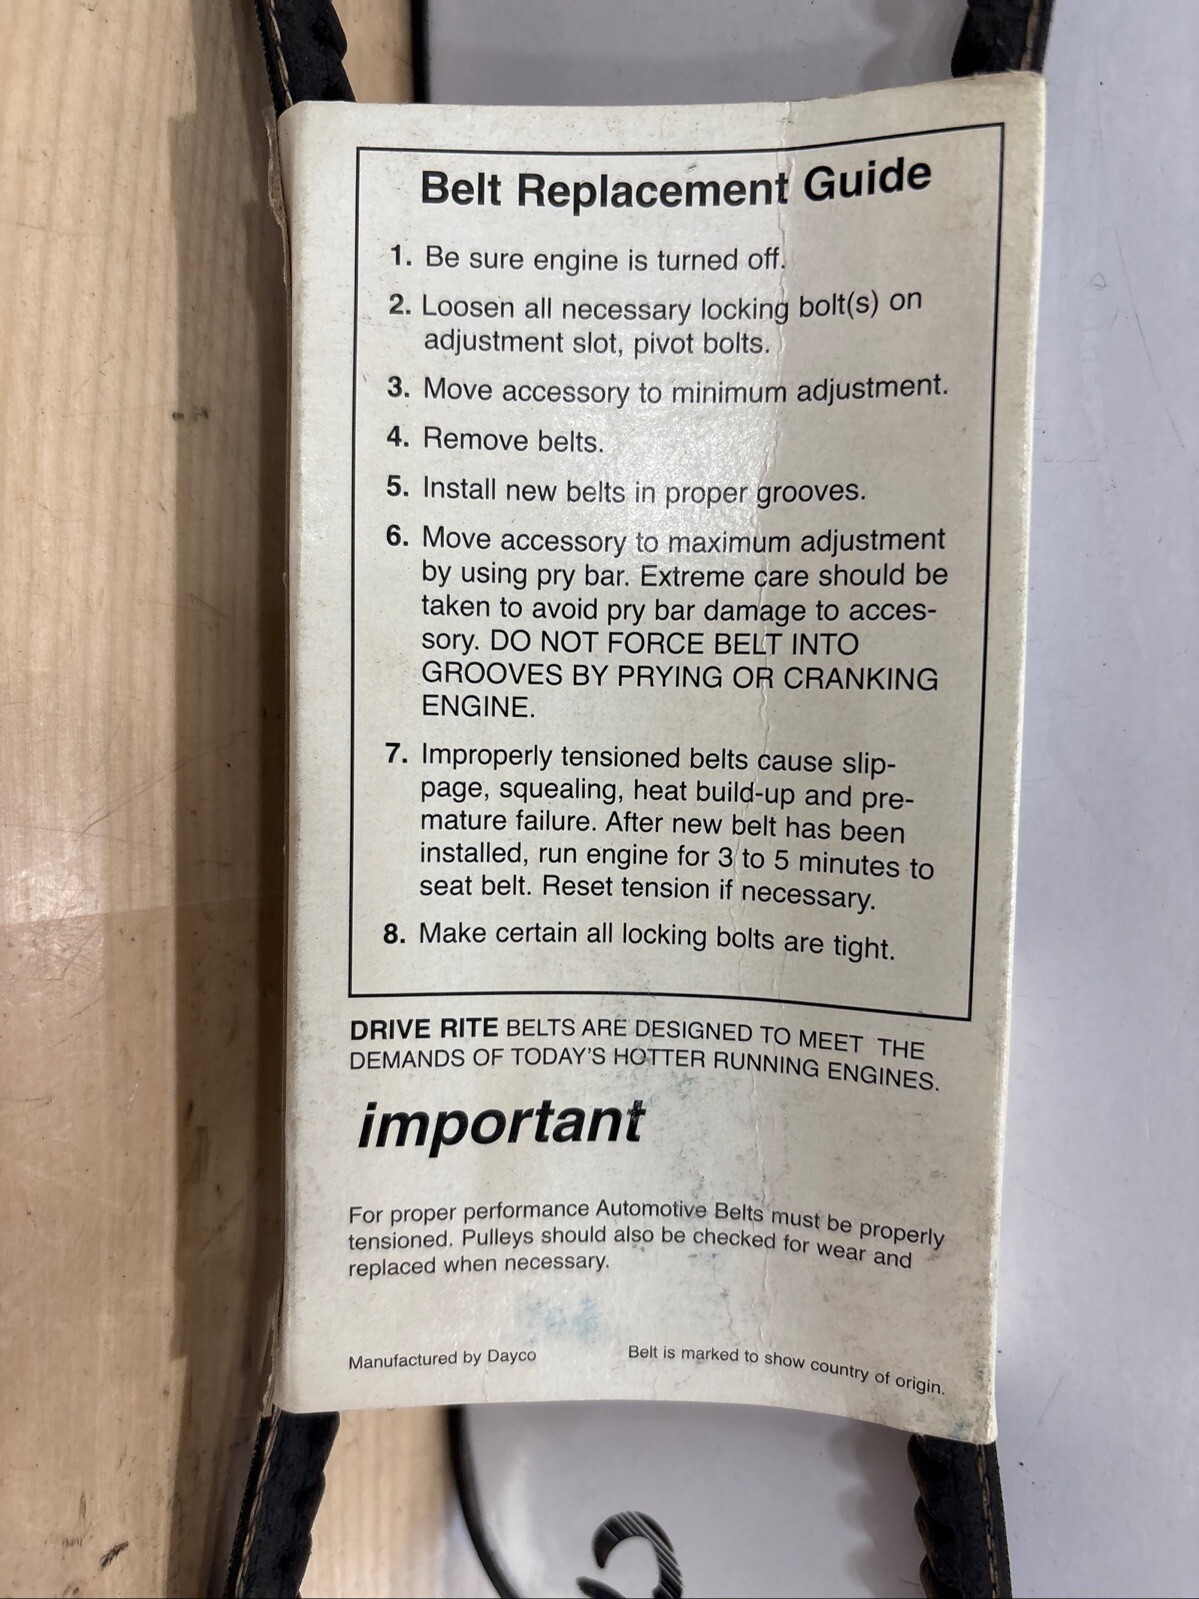 Belt Replacement Guide
1. Be sure engine is turned off.
2. Loosen all necessary locking bolt(s) on
adjustment slot, pivot bolts.
3. Move accessory to minimum adjustment.
4. Remove belts.
5. Install new belts in proper grooves.
6. Move accessory to maximum adjustment
by using pry bar. Extreme care should be
taken to avoid pry bar damage to acces-
sory. DO NOT FORCE BELT INTO
GROOVES BY PRYING OR CRANKING
ENGINE.
7. Improperly tensioned belts cause slip-
page, squealing, heat build-up and pre-
mature failure. After new belt has been
installed, run engine for 3 to 5 minutes to
seat belt. Reset tension if necessary.
8. Make certain all locking bolts are tight.
DRIVE RITE BELTS ARE DESIGNED TO MEET THE
DEMANDS OF TODAY'S HOTTER RUNNING ENGINES.
important
For proper performance Automotive Belts must be properly
tensioned. Pulleys should also be checked for wear and
replaced when necessary.
Manufactured by Dayco Belt is marked to show country of origin.